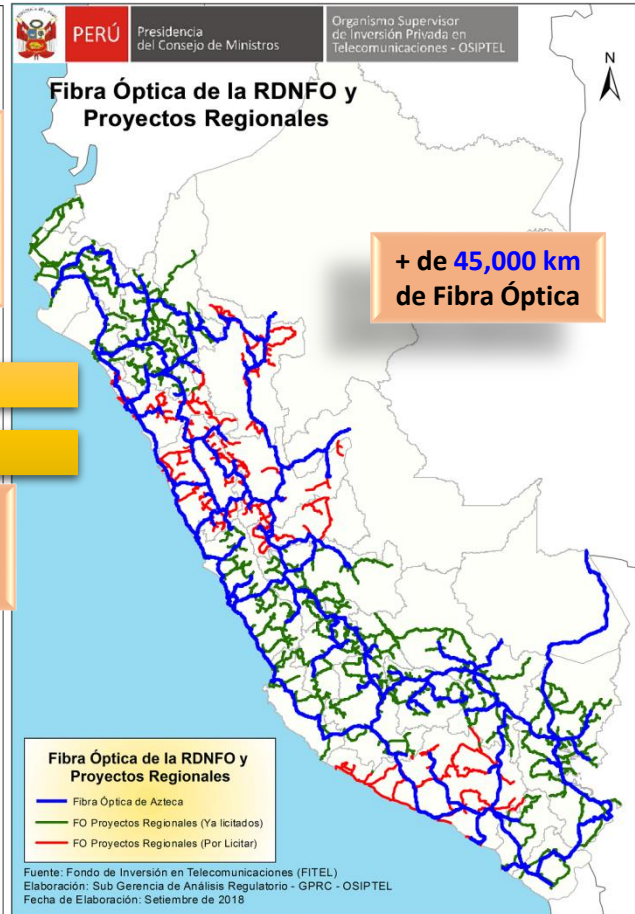 PERÚ
Presidencia
del Consejo de Ministros
Organismo Supervisor
de Inversión Privada en
Telecomunicaciones - OSIPTEL
Fibra Óptica de la RDNFO y
Proyectos Regionales
N
+ de 45,000 km
de Fibra Óptica
Fibra Óptica de la RDNFO y
Proyectos Regionales
Fibra Óptica de Azteca
FO Proyectos Regionales (Ya licitados)
FO Proyectos Regionales (Por Licitar)
Fuente: Fondo de Inversión en Telecomunicaciones (FITEL)
Elaboración: Sub Gerencia de Análisis Regulatorio - GPRC - OSIPTEL
Fecha de Elaboración: Setiembre de 2018